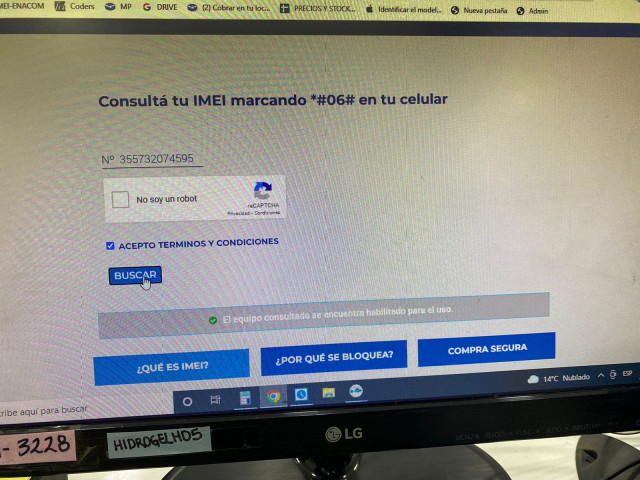 MEI-ENACOM Coders MP DRIVE (2) Cobrar en tu loc... PRECIOS Y STOCK... Identificar el model... Nueva pestaña Admin
Consultá tu IMEI marcando *#06# en tu celular
Nº 355732074595
No soy un robot
reCAPTCHA
Privacidad - Condiciones
ACEPTO TERMINOS Y CONDICIONES
BUSCAR
El equipo consultado se encuentra habilitado para el uso.
¿QUÉ ES IMEI? ¿POR QUÉ SE BLOQUEA? COMPRA SEGURA
ribe aquí para buscar
14°C Nublado ESP
- 3228
HIDROGELHD5
LG